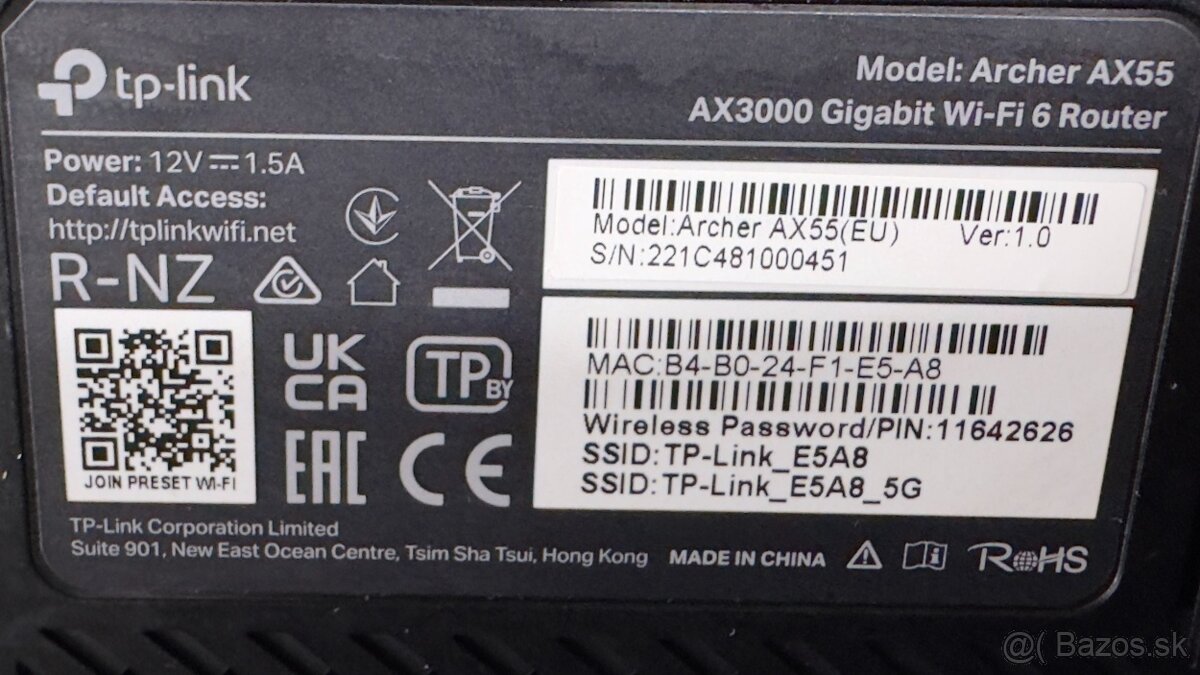 tp-link
Model: Archer AX55
AX3000 Gigabit Wi-Fi 6 Router
Power: 12V⎓1.5A
Default Access:
http://tplinkwifi.net
R-NZ
Model:Archer AX55(EU) Ver:1.0
S/N:221C481000451
UK
CA
TP BY
EAC
CE
JOIN PRESET WI-FI
MAC:B4-B0-24-F1-E5-A8
Wireless Password/PIN:11642626
SSID:TP-Link_E5A8
SSID:TP-Link_E5A8_5G
TP-Link Corporation Limited
Suite 901, New East Ocean Centre, Tsim Sha Tsui, Hong Kong
MADE IN CHINA
RoHS
@( Bazos.sk